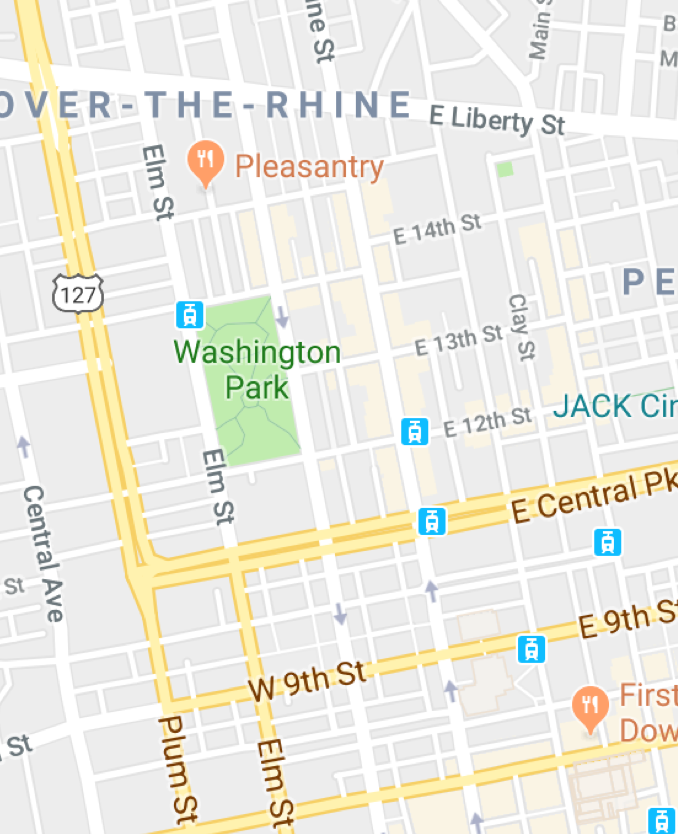 ne St
Main S
B
M
OVER-THE-RHINE
E Liberty St
Elm St
Pleasantry
E 14th St
127
PE
Clay St
E 13th St
Washington
Park
JACK Cin
E 12th St
Elm St
Central Ave
E Central Pk
St
E 9th St
W 9th St
First
Dow
St
Plum St
Elm St